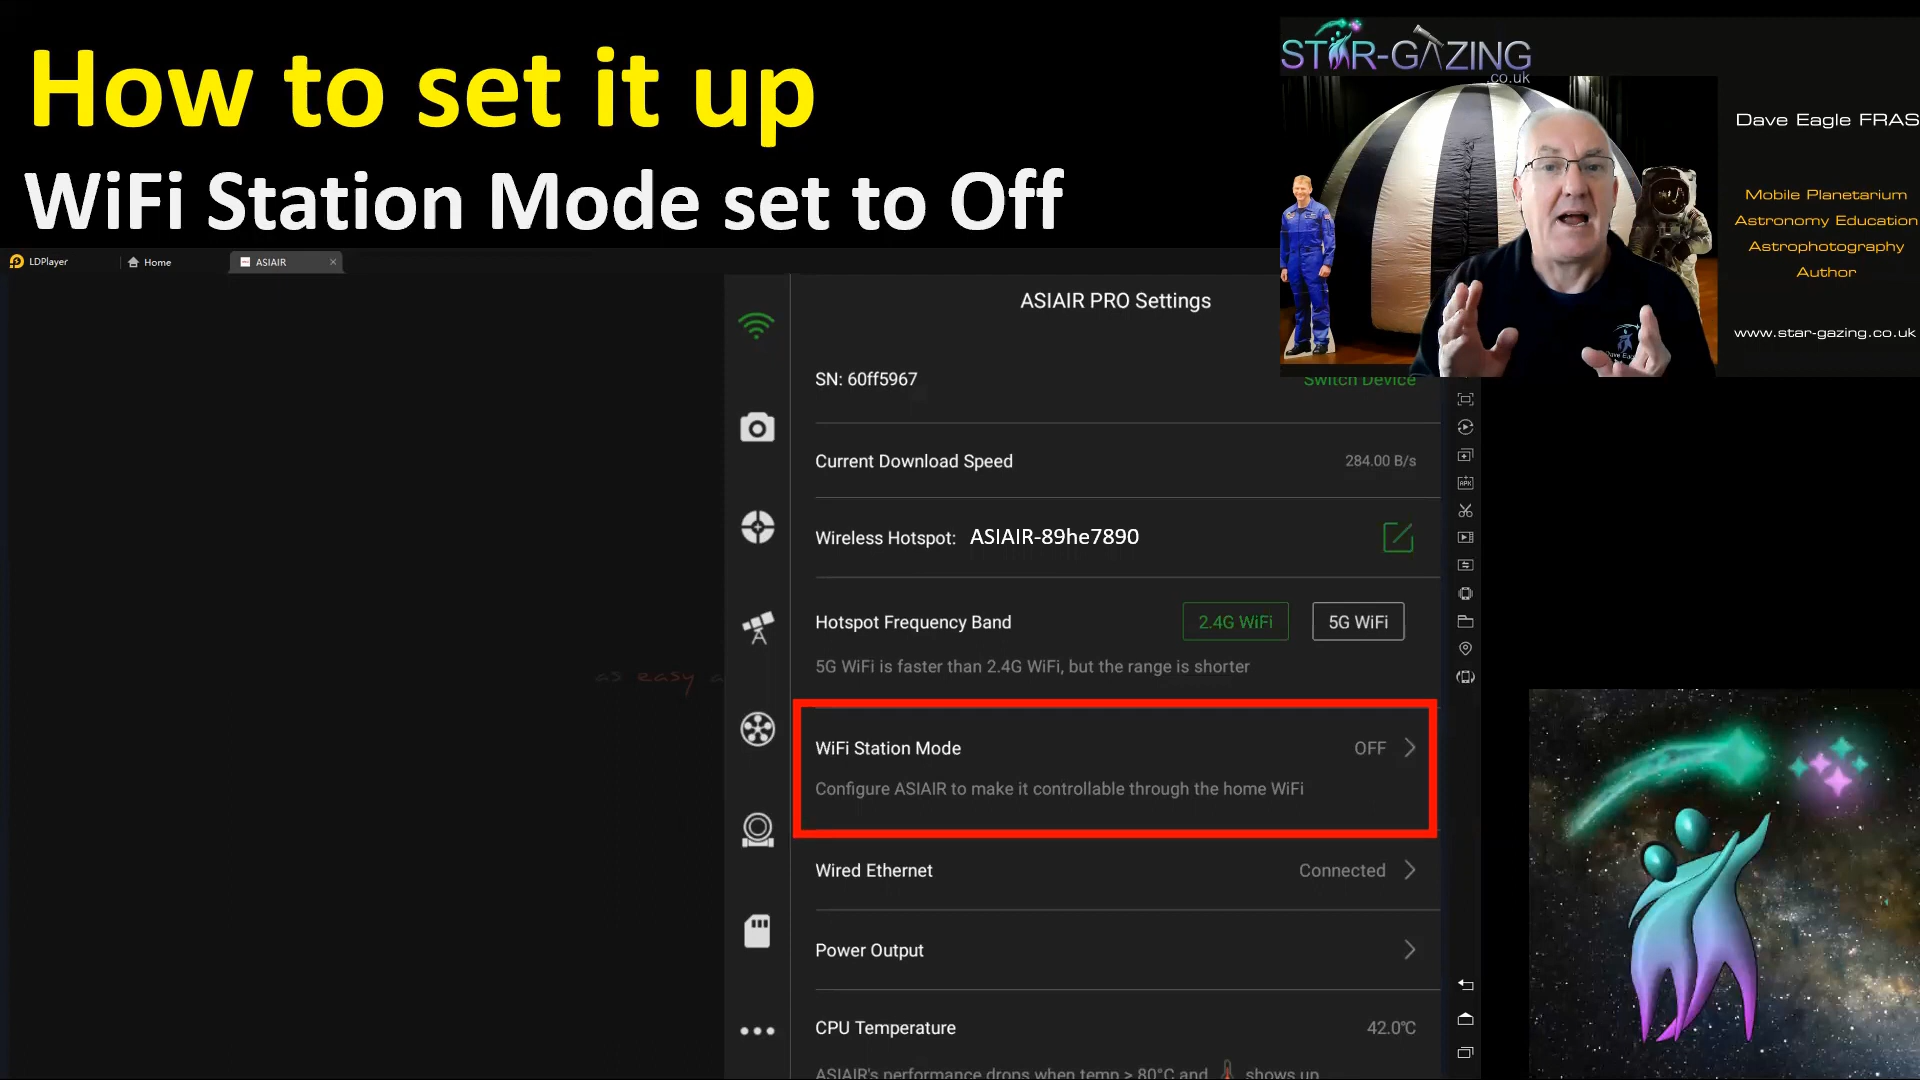 How to set it up
WiFi Station Mode set to Off
STAR-GAZING
.co.uk
Dave Eagle FRAS
Mobile Planetarium
Astronomy Education
Astrophotography
Author
www.star-gazing.co.uk
LDPlayer
Home
ASIAIR
ASIAIR PRO Settings
SN: 60ff5967
Switch Device
Current Download Speed
284.00 B/s
Wireless Hotspot: ASIAIR-89he7890
Hotspot Frequency Band
2.4G WiFi
5G WiFi
5G WiFi is faster than 2.4G WiFi, but the range is shorter
as easy a
WiFi Station Mode
OFF
Configure ASIAIR to make it controllable through the home WiFi
Wired Ethernet
Connected
Power Output
CPU Temperature
42.0℃
ASIAIR's performance drops when temp > 80°C and shows up